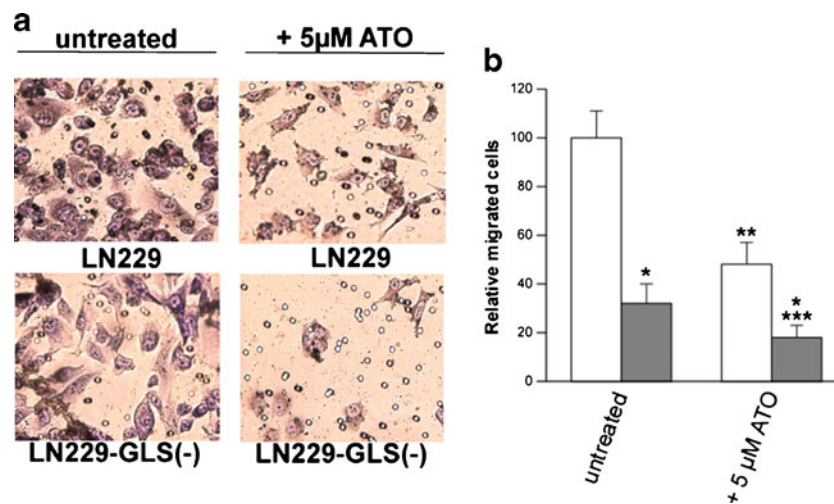 a
untreated
+ 5µM ATO
LN229
LN229
LN229-GLS(-)
LN229-GLS(-)
b
Relative migrated cells
120
100
80
60
40
20
0
*
**
*
***
untreated
+ 5 µM ATO